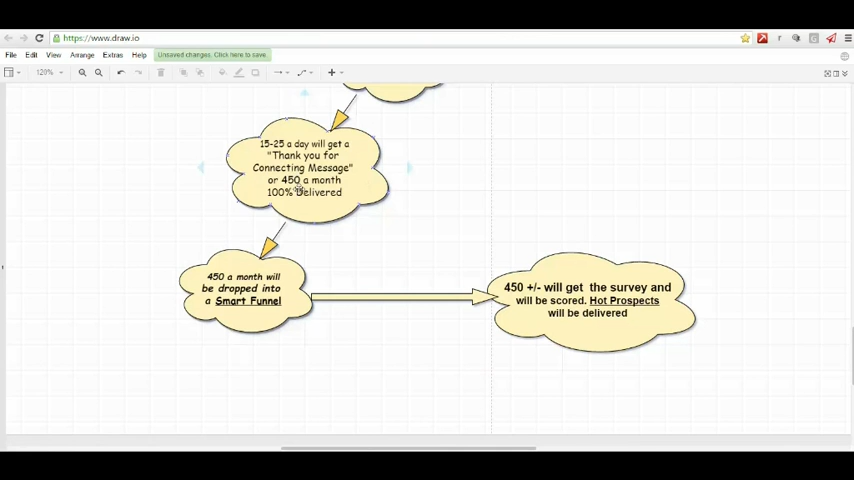 https://www.draw.io
File Edit View Arrange Extras Help Unsaved changes. Click here to save.
120%
15-25 a day will get a
"Thank you for
Connecting Message"
or 450 a month
100% Delivered
450 a month will
be dropped into
a Smart Funnel
450 +/- will get the survey and
will be scored. Hot Prospects
will be delivered